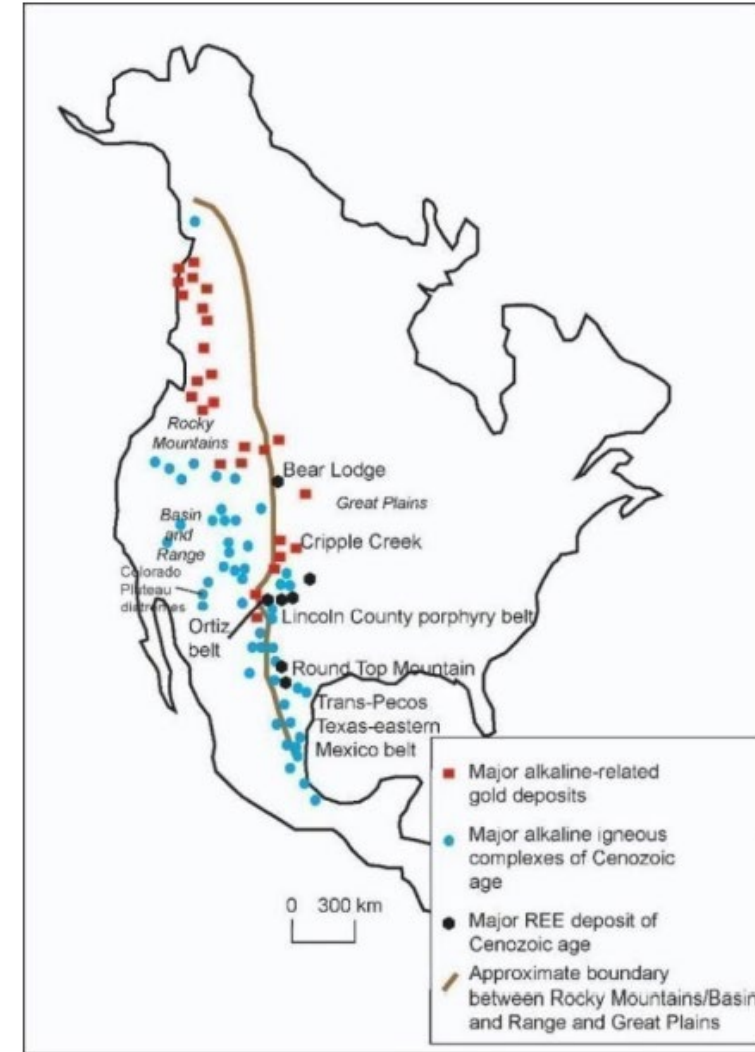 Rocky
Mountains
Bear Lodge
Great Plains
Basin
and
Range
Cripple Creek
Colorado
Plateau
diatremes
Ortiz
belt
Lincoln County porphyry belt
Round Top Mountain
Trans-Pecos
Texas-eastern
Mexico belt
0 300 km
Major alkaline-related
gold deposits
Major alkaline igneous
complexes of Cenozoic
age
Major REE deposit of
Cenozoic age
Approximate boundary
between Rocky Mountains/Basin
and Range and Great Plains